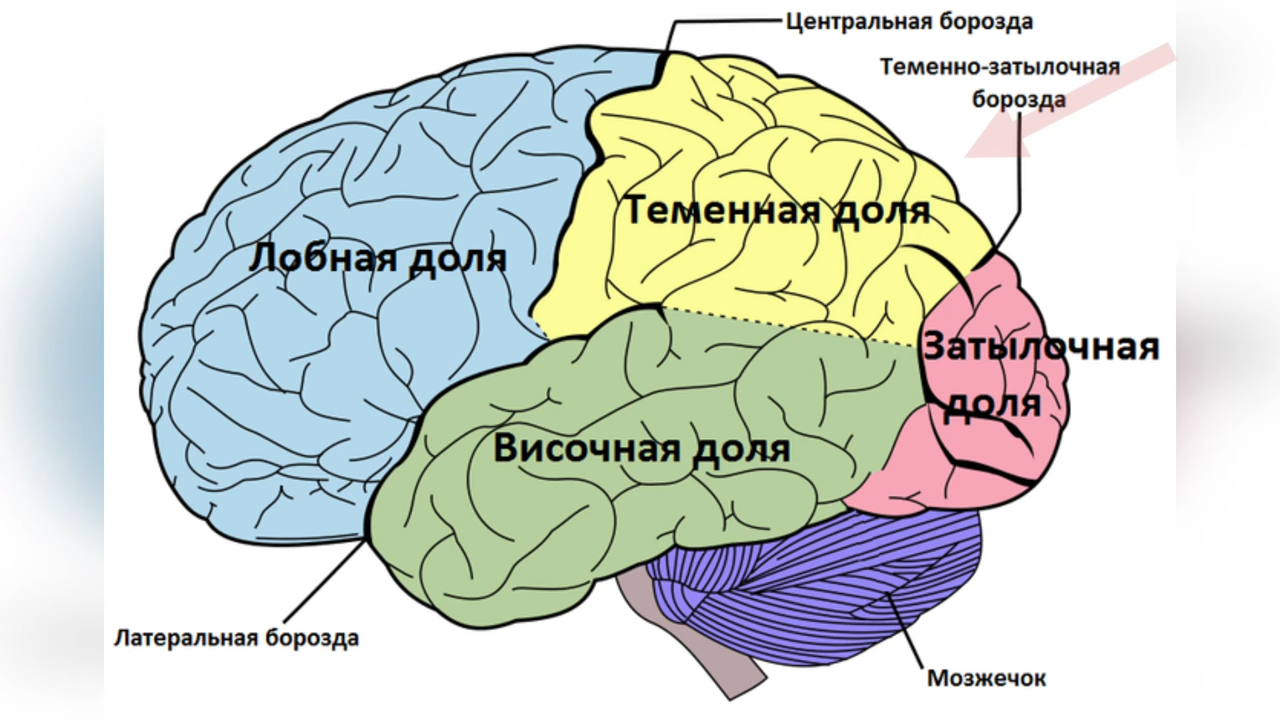 Центральная борозда
Теменно-затылочная
борозда
Теменная доля
Лобная доля
Затылочная
доля
Височная доля
Латеральная борозда
Мозжечок